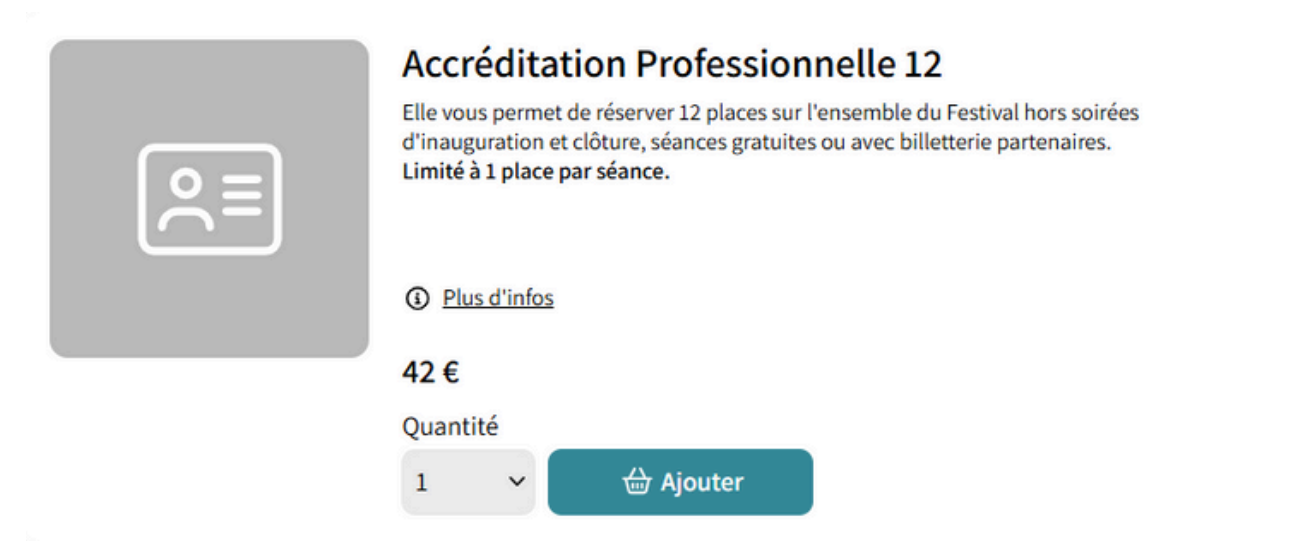 Accréditation Professionnelle 12
Elle vous permet de réserver 12 places sur l'ensemble du Festival hors soirées
d'inauguration et clôture, séances gratuites ou avec billetterie partenaires.
Limité à 1 place par séance.
Plus d'infos
42 €
Quantité
1
Ajouter